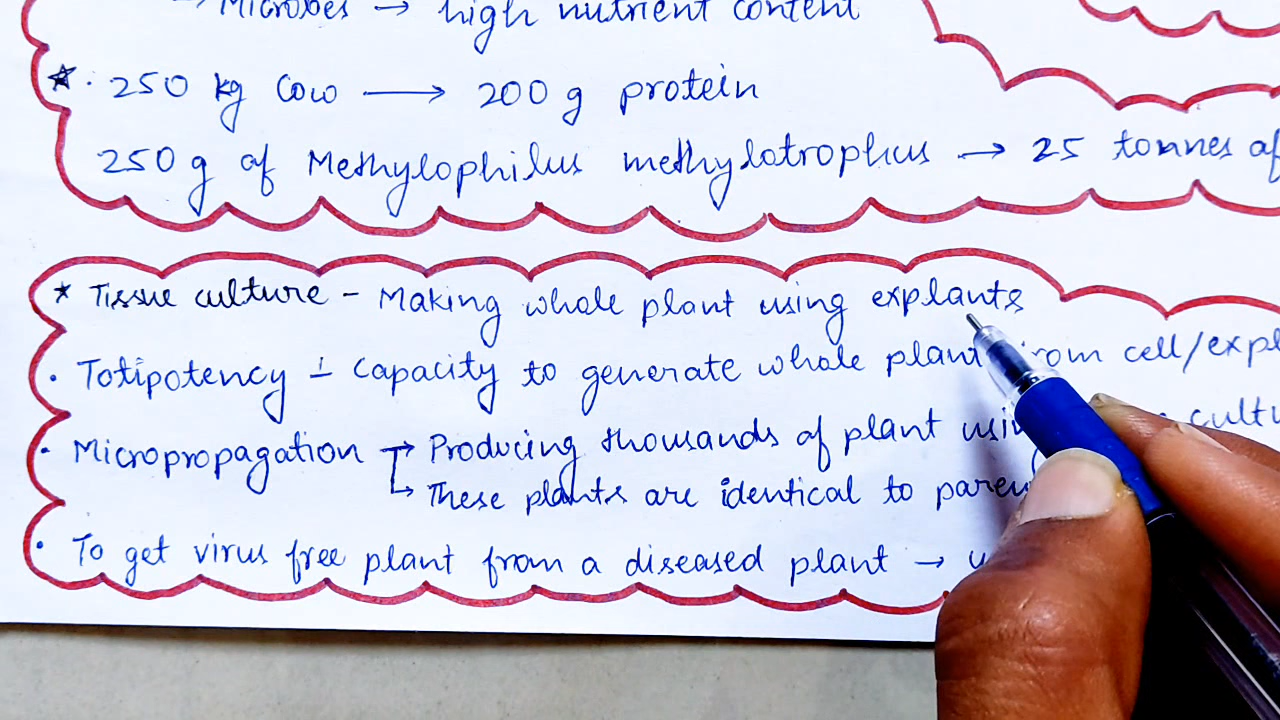 → Microbes → high nutrient content
★ · 250 kg Cow → 200 g protein
250 g of Methylophilus methylotrophus → 25 tonnes of
★ Tissue culture - Making whole plant using explants
· Totipotency - Capacity to generate whole plant from cell/expl
· Micropropagation → Producing thousands of plant usin cultu
→ These plants are identical to paren
· To get virus free plant from a diseased plant →